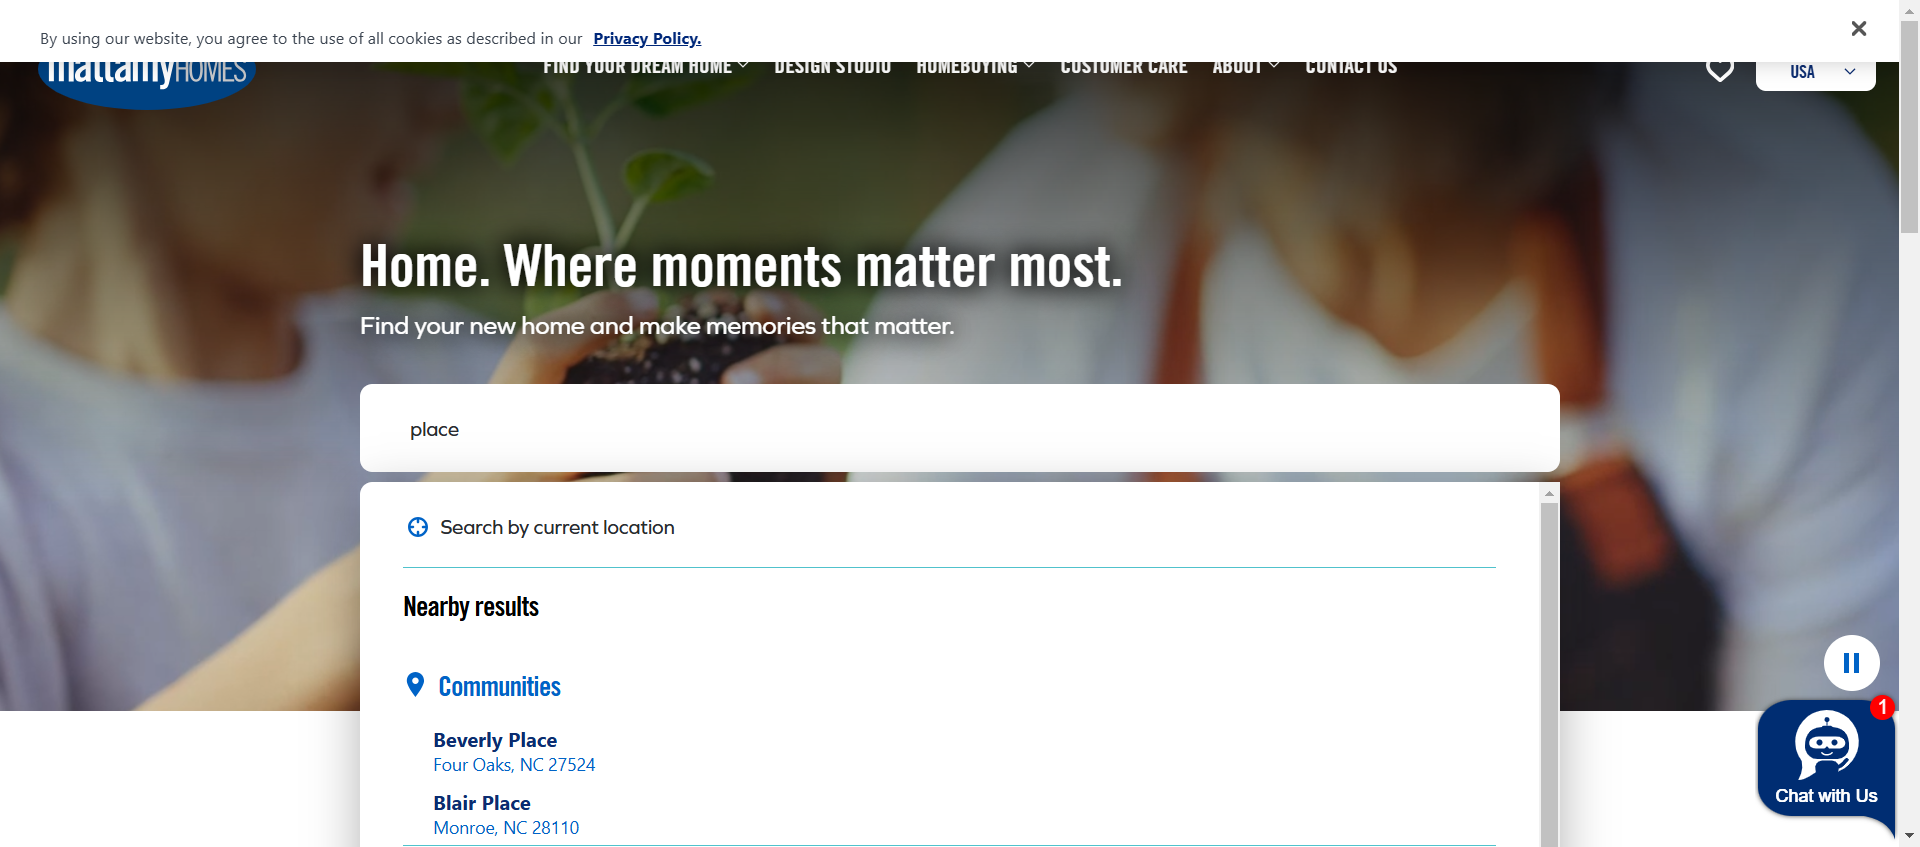 By using our website, you agree to the use of all cookies as described in our Privacy Policy.
mattamyHOMES
FIND YOUR DREAM HOME
DESIGN STUDIO
HOMEBUYING
CUSTOMER CARE
ABOUT
CONTACT US
USA
Home. Where moments matter most.
Find your new home and make memories that matter.
place
Search by current location
Nearby results
Communities
Beverly Place
Four Oaks, NC 27524
Blair Place
Monroe, NC 28110
1
Chat with Us